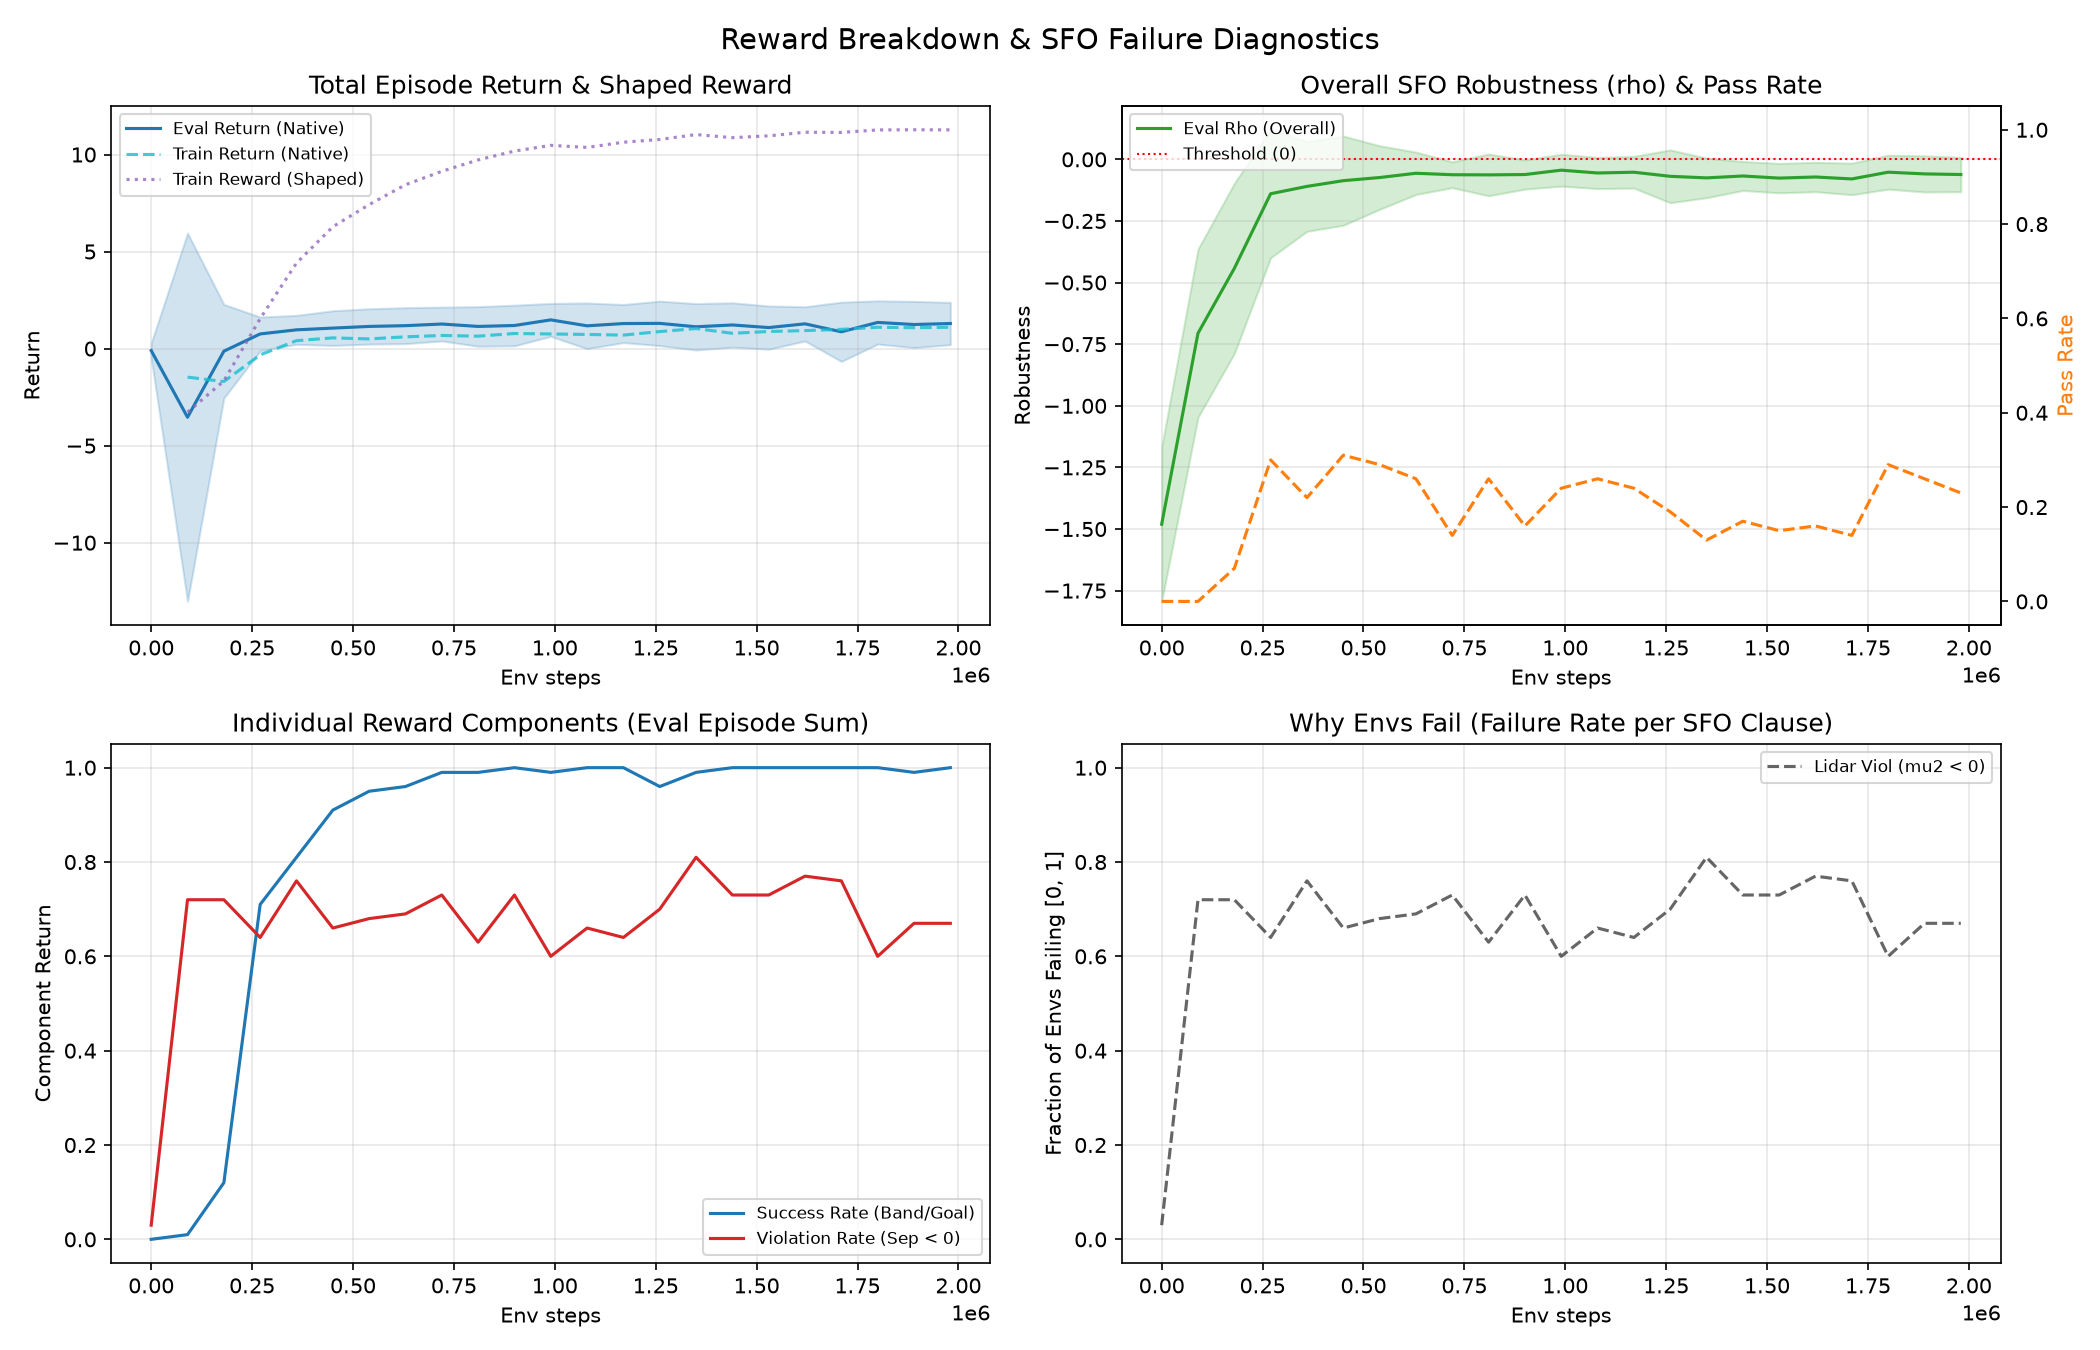 Reward Breakdown & SFO Failure Diagnostics
Total Episode Return & Shaped Reward
Eval Return (Native)
Train Return (Native)
Train Reward (Shaped)
10
5
0
−5
−10
Return
0.00 0.25 0.50 0.75 1.00 1.25 1.50 1.75 2.00
1e6
Env steps
Overall SFO Robustness (rho) & Pass Rate
Eval Rho (Overall)
Threshold (0)
0.00
−0.25
−0.50
−0.75
−1.00
−1.25
−1.50
−1.75
Robustness
1.0
0.8
0.6
0.4
0.2
0.0
Pass Rate
0.00 0.25 0.50 0.75 1.00 1.25 1.50 1.75 2.00
1e6
Env steps
Individual Reward Components (Eval Episode Sum)
1.0
0.8
0.6
0.4
0.2
0.0
Component Return
Success Rate (Band/Goal)
Violation Rate (Sep < 0)
0.00 0.25 0.50 0.75 1.00 1.25 1.50 1.75 2.00
1e6
Env steps
Why Envs Fail (Failure Rate per SFO Clause)
Lidar Viol (mu2 < 0)
1.0
0.8
0.6
0.4
0.2
0.0
Fraction of Envs Failing [0, 1]
0.00 0.25 0.50 0.75 1.00 1.25 1.50 1.75 2.00
1e6
Env steps